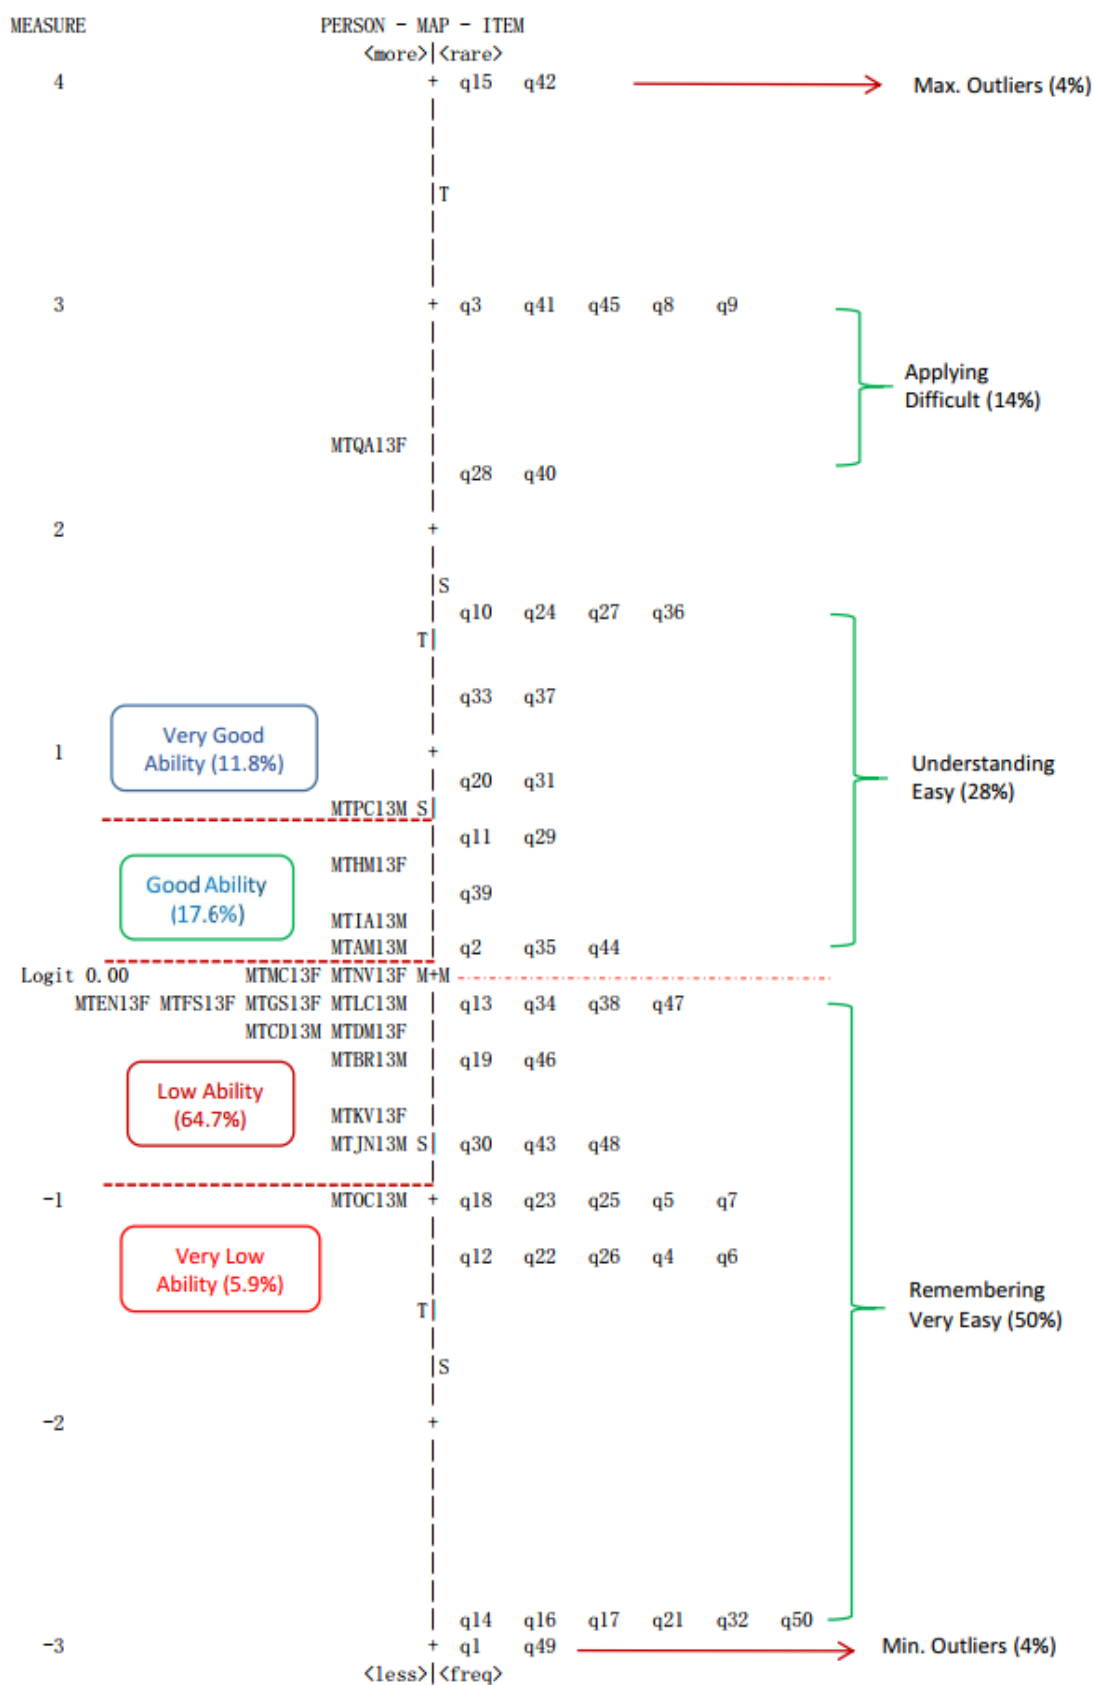 MEASURE PERSON - MAP - ITEM
<more>|<rare>
4 + q15 q42 Max. Outliers (4%)
|T
3 + q3 q41 q45 q8 q9
Applying
Difficult (14%)
MTQA13F |
| q28 q40
2 +
|S
| q10 q24 q27 q36
T|
| q33 q37
Very Good
Ability (11.8%)
1 +
Understanding
Easy (28%)
| q20 q31
MTPC13M S|
| q11 q29
MTHM13F |
Good Ability
(17.6%)
| q39
MTIA13M |
MTAM13M | q2 q35 q44
Logit 0.00 MTMC13F MTNV13F M+M
MTEN13F MTFS13F MTGS13F MTLC13M | q13 q34 q38 q47
MTCD13M MTDM13F |
MTBR13M | q19 q46
Low Ability
(64.7%)
MTKV13F |
MTJN13M S| q30 q43 q48
-1 MTOC13M + q18 q23 q25 q5 q7
| q12 q22 q26 q4 q6
Very Low
Ability (5.9%)
Remembering
Very Easy (50%)
T|
|S
-2 +
| q14 q16 q17 q21 q32 q50
-3 + q1 q49 Min. Outliers (4%)
<less>|<freq>